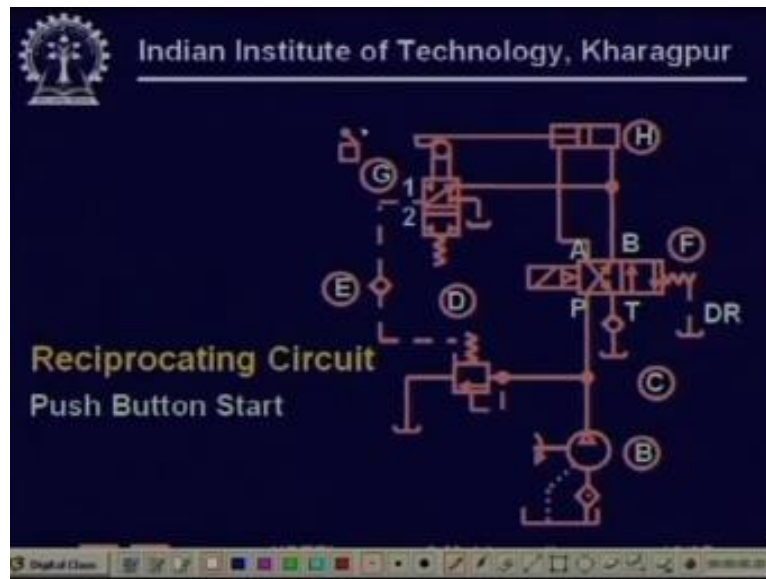 Indian Institute of Technology, Kharagpur
H
G
1
2
A
B
F
E
D
P
T
DR
Reciprocating Circuit
C
Push Button Start
B